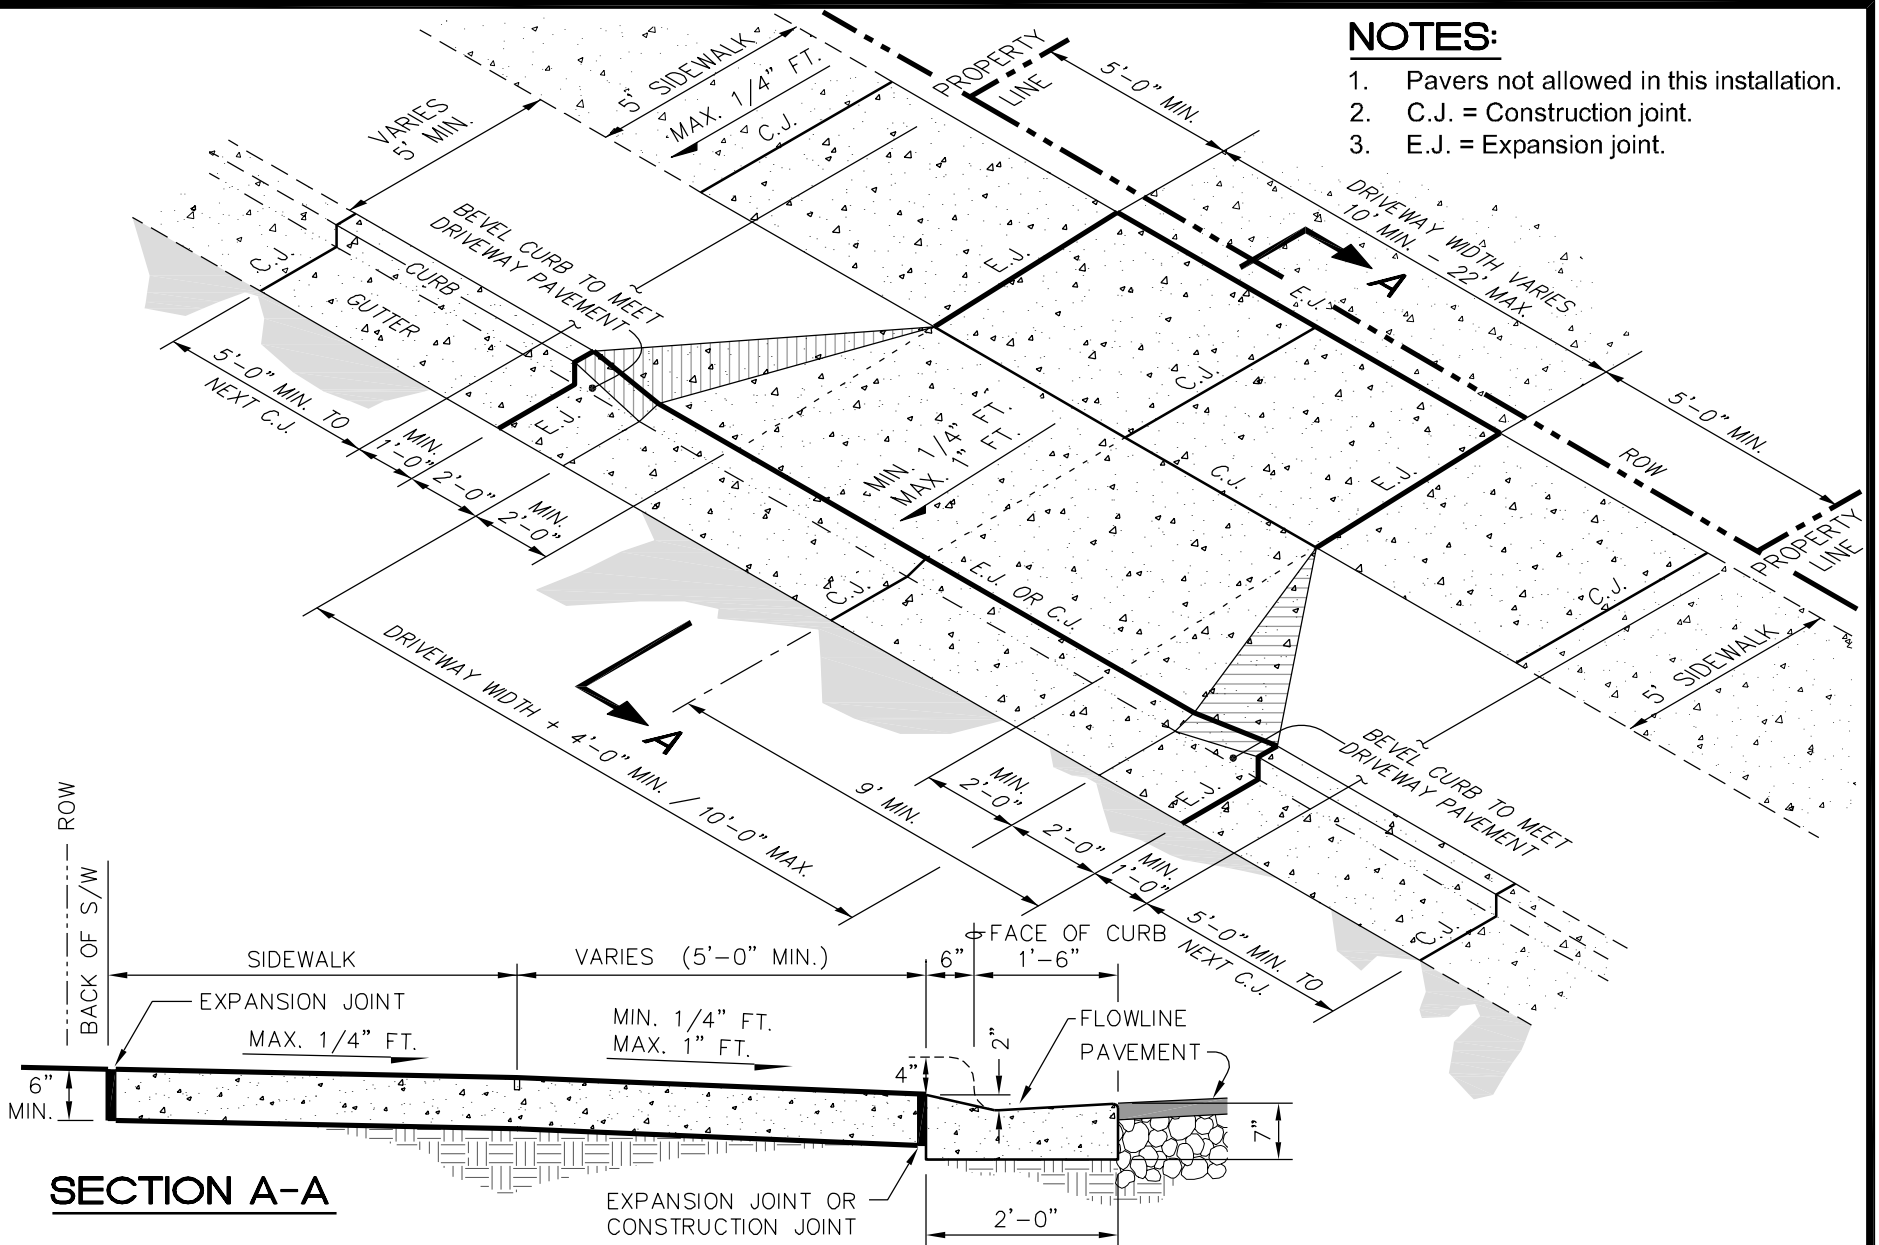 NOTES:
1. Pavers not allowed in this installation.
2. C.J. = Construction joint.
3. E.J. = Expansion joint.
5' SIDEWALK
MAX. 1/4" FT.
C.J.
PROPERTY
LINE
5'-0" MIN.
VARIES
5' MIN.
DRIVEWAY WIDTH VARIES
10' MIN. - 22' MAX.
BEVEL CURB TO MEET
DRIVEWAY PAVEMENT
E.J.
A
E.J.
C.J.
CURB
GUTTER
5'-0" MIN. TO
NEXT C.J.
MIN.
1'-0"
2'-0"
MIN.
2'-0"
E.J.
C.J.
MIN. 1/4" FT.
MAX. 1" FT.
C.J.
E.J.
5'-0" MIN.
ROW
PROPERTY
LINE
C.J.
E.J. OR C.J.
C.J.
5' SIDEWALK
DRIVEWAY WIDTH + 4'-0" MIN. / 10'-0" MAX.
A
9' MIN.
MIN.
2'-0"
2'-0"
MIN.
1'-0"
E.J.
BEVEL CURB TO MEET
DRIVEWAY PAVEMENT
5'-0" MIN. TO
NEXT C.J.
C.J.
ROW
BACK OF S/W
SIDEWALK
VARIES (5'-0" MIN.)
6"
FACE OF CURB
1'-6"
EXPANSION JOINT
MAX. 1/4" FT.
MIN. 1/4" FT.
MAX. 1" FT.
2"
FLOWLINE
PAVEMENT
4"
6"
MIN.
7"
SECTION A-A
EXPANSION JOINT OR
CONSTRUCTION JOINT
2'-0"